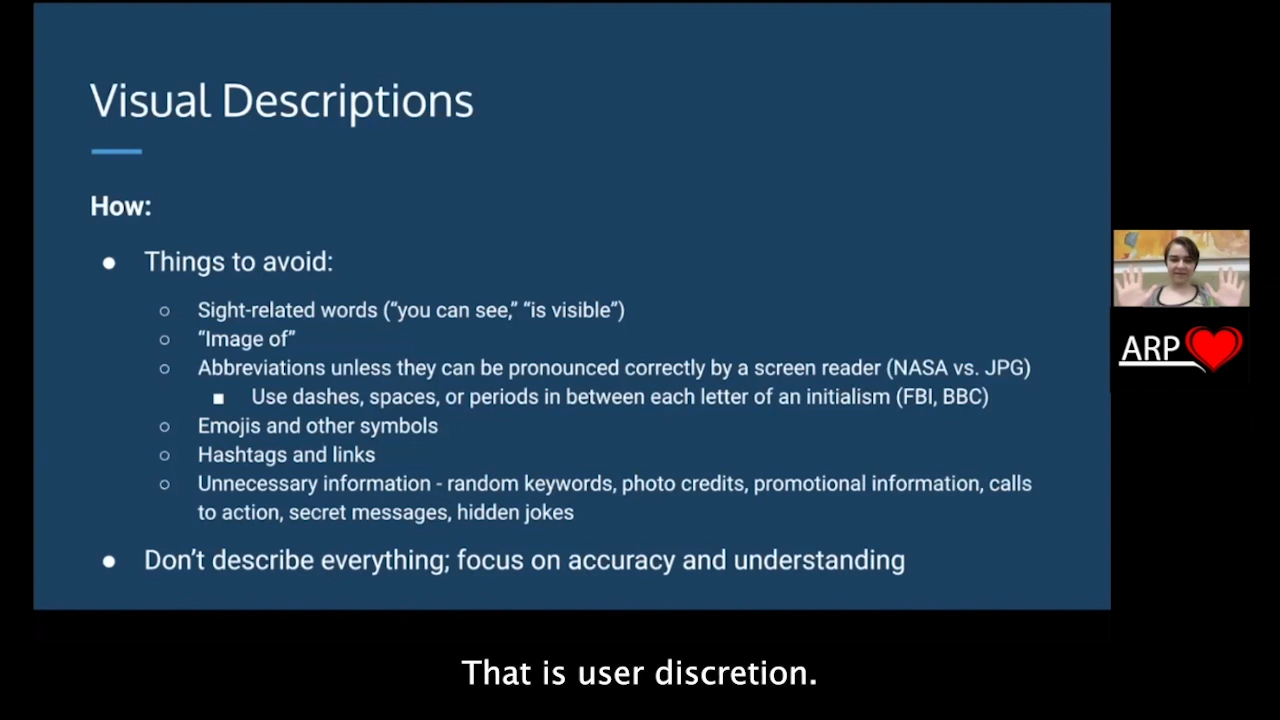 Visual Descriptions
How:
● Things to avoid:
○ Sight-related words (“you can see,” “is visible”)
○ “Image of”
○ Abbreviations unless they can be pronounced correctly by a screen reader (NASA vs. JPG)
■ Use dashes, spaces, or periods in between each letter of an initialism (FBI, BBC)
○ Emojis and other symbols
○ Hashtags and links
○ Unnecessary information - random keywords, photo credits, promotional information, calls
to action, secret messages, hidden jokes
● Don’t describe everything; focus on accuracy and understanding
ARP
That is user discretion.